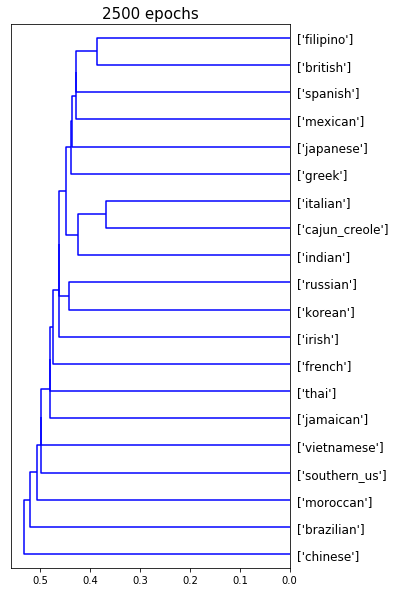 2500 epochs
['filipino']
['british']
['spanish']
['mexican']
['japanese']
['greek']
['italian']
['cajun_creole']
['indian']
['russian']
['korean']
['irish']
['french']
['thai']
['jamaican']
['vietnamese']
['southern_us']
['moroccan']
['brazilian']
['chinese']
0.5 0.4 0.3 0.2 0.1 0.0